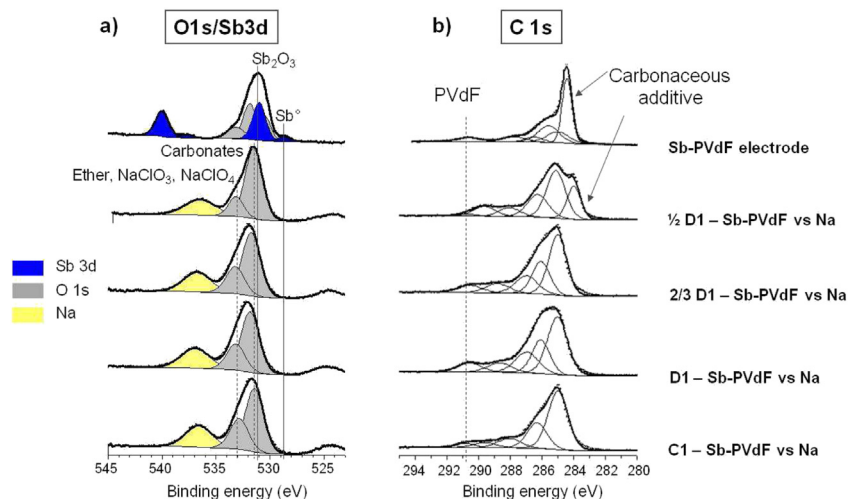 a)
O1s/Sb3d
b)
C 1s
Sb₂O₃
Sb°
PVdF
Carbonaceous
additive
Sb-PVdF electrode
Carbonates
Ether, NaClO₃, NaClO₄
½ D1 – Sb-PVdF vs Na
Sb 3d
O 1s
Na
2/3 D1 – Sb-PVdF vs Na
D1 – Sb-PVdF vs Na
C1 – Sb-PVdF vs Na
545 540 535 530 525
294 292 290 288 286 284 282 280
Binding energy (eV)
Binding energy (eV)